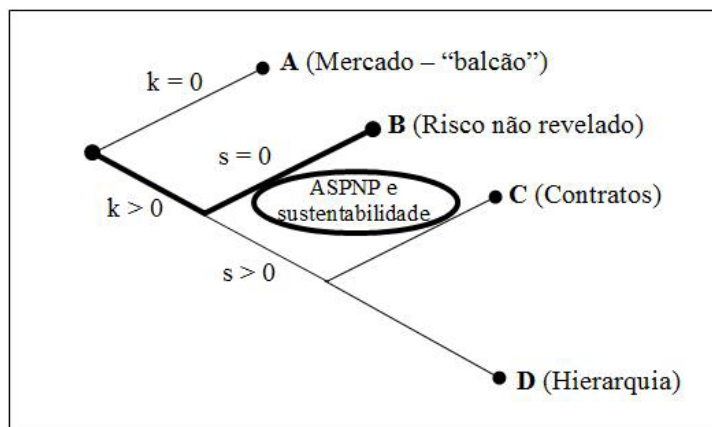 A (Mercado – “balcão”)
k = 0
B (Risco não revelado)
s = 0
ASPNP e
sustentabilidade
C (Contratos)
k > 0
s > 0
D (Hierarquia)